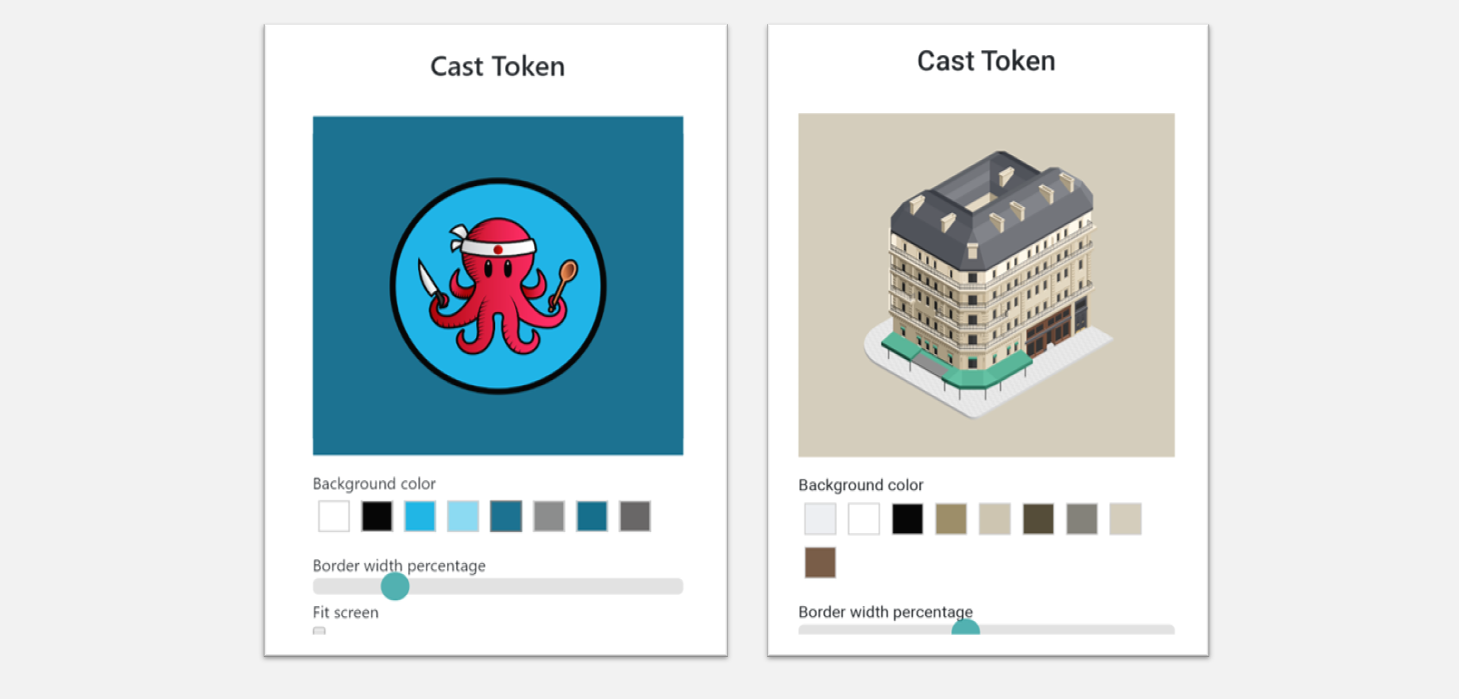 Cast Token
Background color
Border width percentage
Fit screen
Cast Token
Background color
Border width percentage